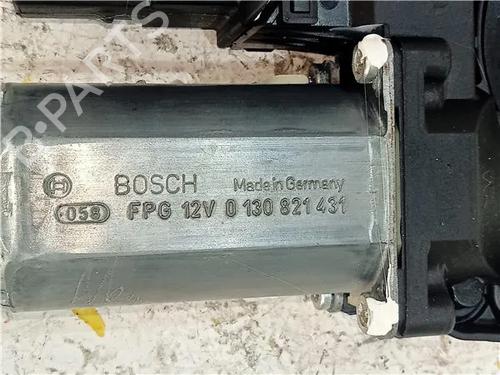 R-PARTS
BOSCH Made in Germany
058 FPG 12V 0 130 821 431